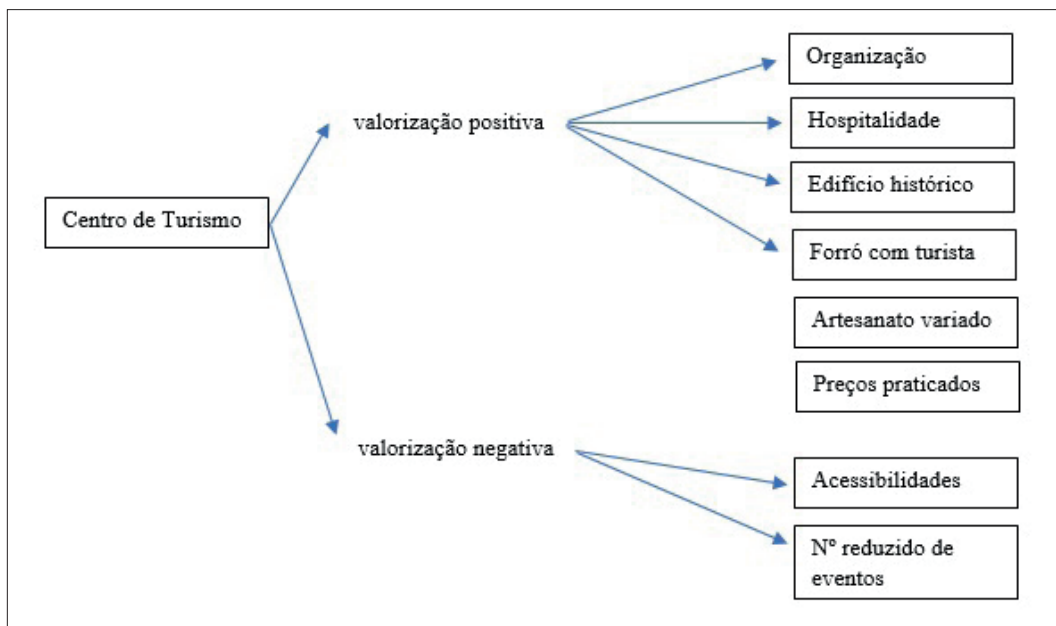 Organização
valorização positiva
Hospitalidade
Edifício histórico
Centro de Turismo
Forró com turista
Artesanato variado
Preços praticados
valorização negativa
Acessibilidades
Nº reduzido de
eventos